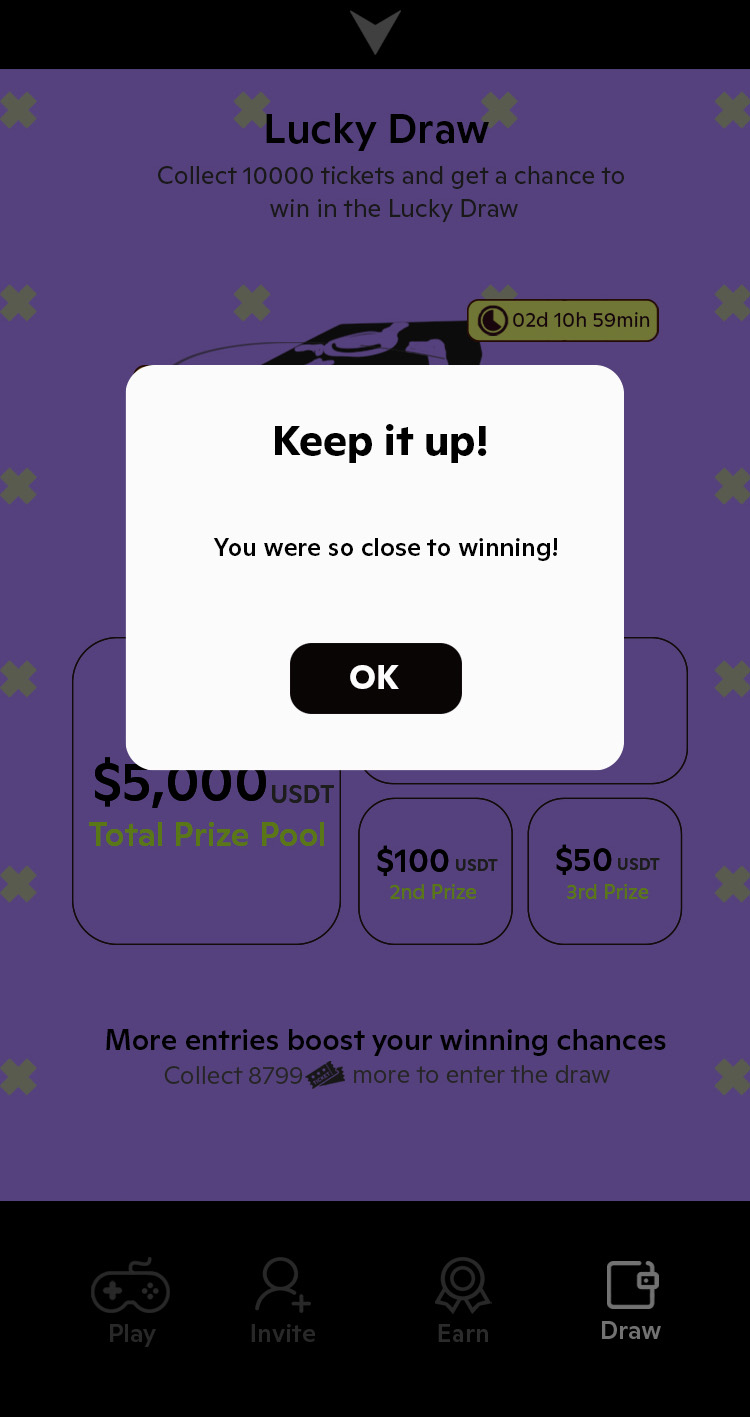 Lucky Draw
Collect 10000 tickets and get a chance to
win in the Lucky Draw
02d 10h 59min
Keep it up!
You were so close to winning!
OK
$5,000 USDT
Total Prize Pool
$100 USDT
2nd Prize
$50 USDT
3rd Prize
More entries boost your winning chances
Collect 8799 more to enter the draw
Play
Invite
Earn
Draw